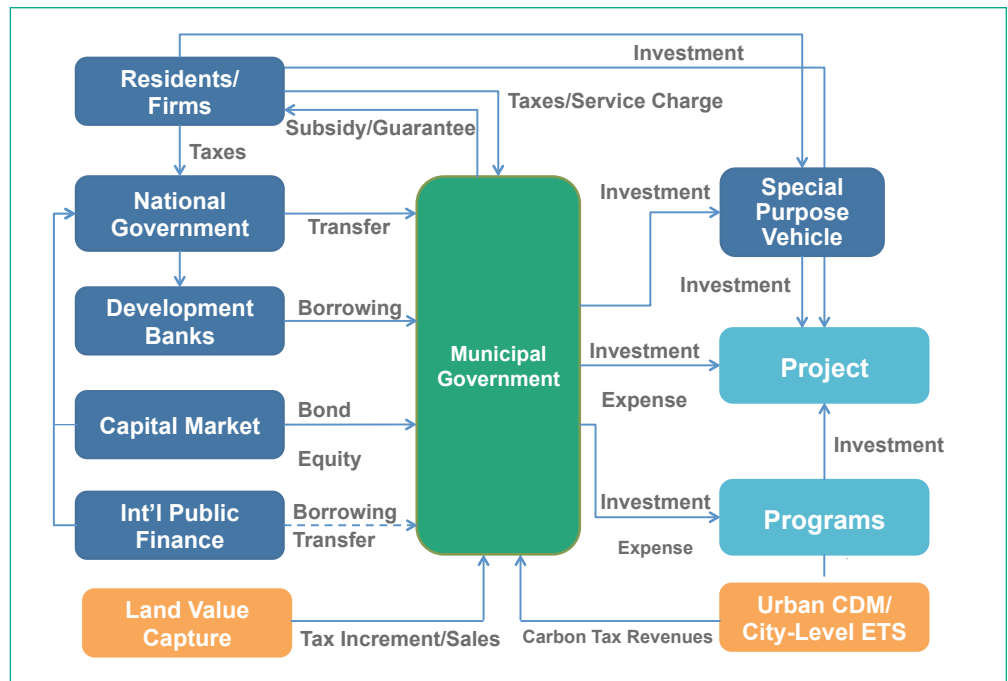 Investment
Residents/
Firms
Taxes/Service Charge
Subsidy/Guarantee
Taxes
National
Government
Transfer
Investment
Special
Purpose
Vehicle
Investment
Development
Banks
Borrowing
Municipal
Government
Investment
Project
Expense
Capital Market
Bond
Equity
Investment
Int'l Public
Finance
Borrowing
Transfer
Investment
Programs
Expense
Land Value
Capture
Tax Increment/Sales
Carbon Tax Revenues
Urban CDM/
City-Level ETS